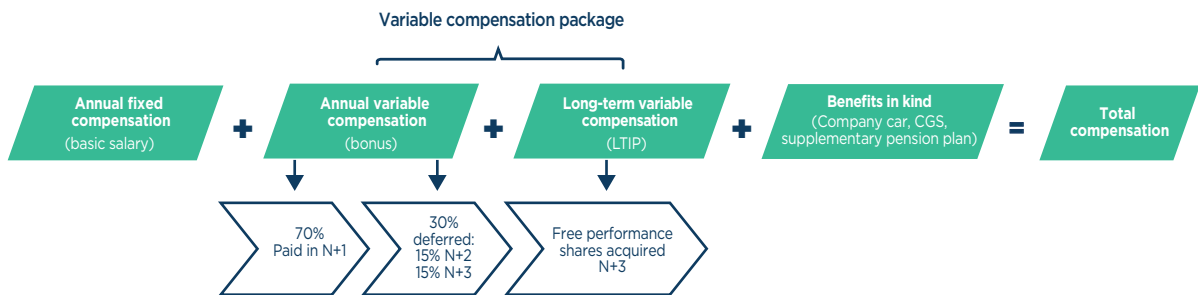 Variable compensation package
Annual fixed
compensation
(basic salary)
+
Annual variable
compensation
(bonus)
+
Long-term variable
compensation
(LTIP)
+
Benefits in kind
(Company car, CGS,
supplementary pension plan)
=
Total
compensation
70%
Paid in N+1
30%
deferred:
15% N+2
15% N+3
Free performance
shares acquired
N+3